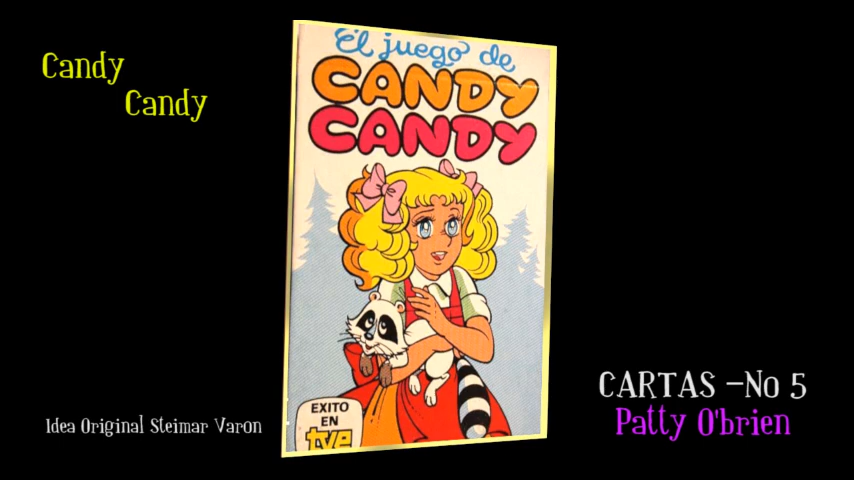 Candy
Candy
El juego de
CANDY
CANDY
EXITO
EN
tve
CARTAS –No 5
Patty O'brien
Idea Original Steimar Varon